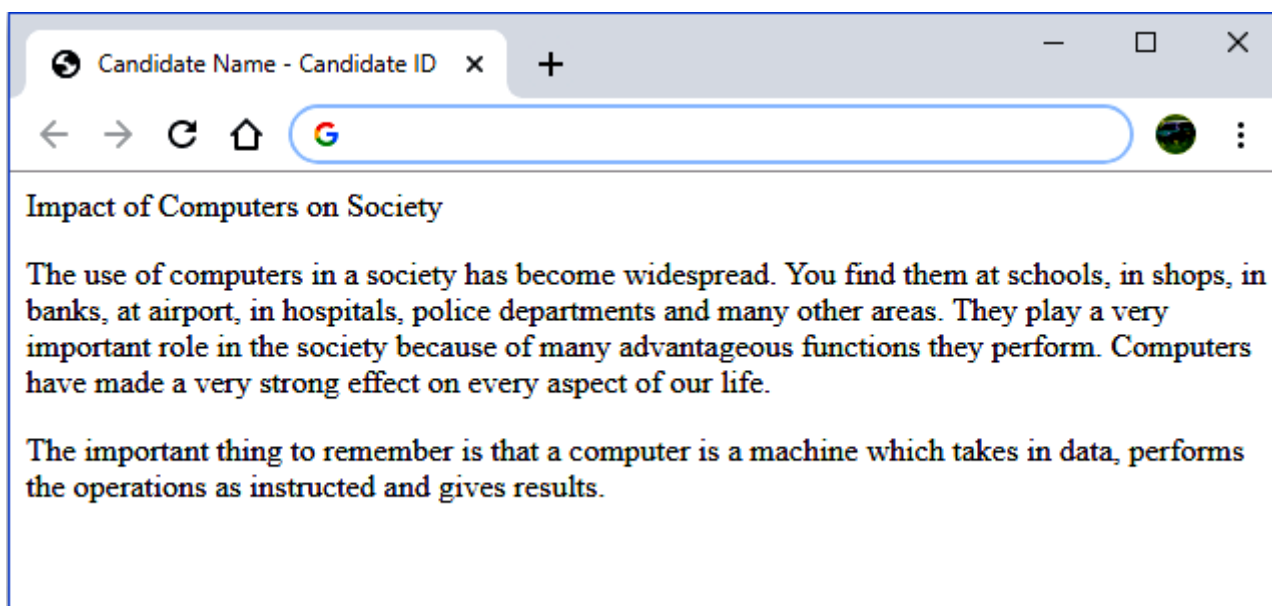 Candidate Name - Candidate ID
G
Impact of Computers on Society
The use of computers in a society has become widespread. You find them at schools, in shops, in
banks, at airport, in hospitals, police departments and many other areas. They play a very
important role in the society because of many advantageous functions they perform. Computers
have made a very strong effect on every aspect of our life.
The important thing to remember is that a computer is a machine which takes in data, performs
the operations as instructed and gives results.